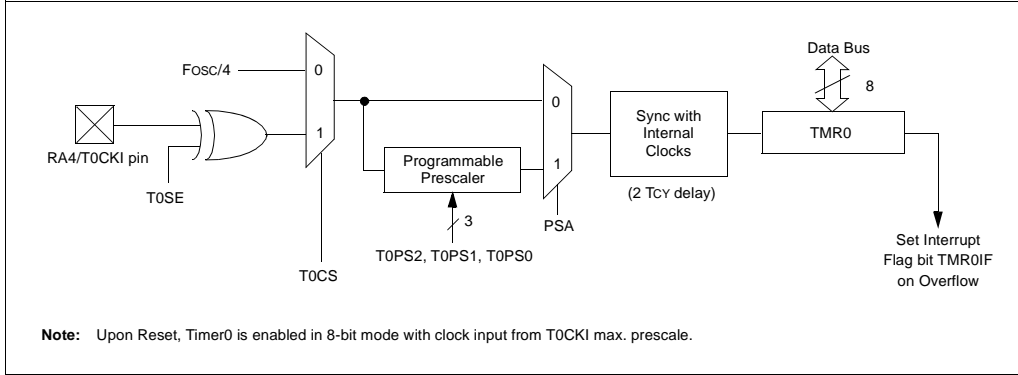 Data Bus
FOSC/4
0
8
0
1
Sync with
Internal
Clocks
TMR0
RA4/T0CKI pin
Programmable
Prescaler
1
T0SE
(2 TCY delay)
3
PSA
T0PS2, T0PS1, T0PS0
T0CS
Set Interrupt
Flag bit TMR0IF
on Overflow
Note: Upon Reset, Timer0 is enabled in 8-bit mode with clock input from T0CKI max. prescale.